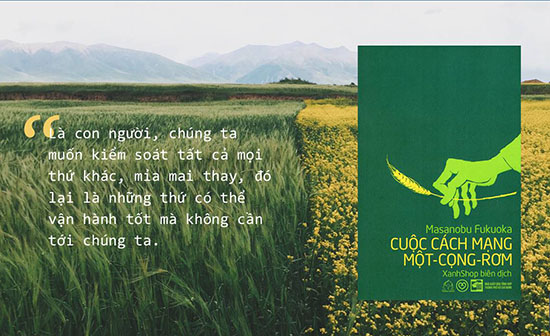 “
Là con người, chúng ta
muốn kiểm soát tất cả mọi
thứ khác, mỉa mai thay, đó
lại là những thứ có thể
vận hành tốt mà không cần
tới chúng ta.
Masanobu Fukuoka
CUỘC CÁCH MẠNG
MỘT-CỌNG-RƠM
XanhShop biên dịch